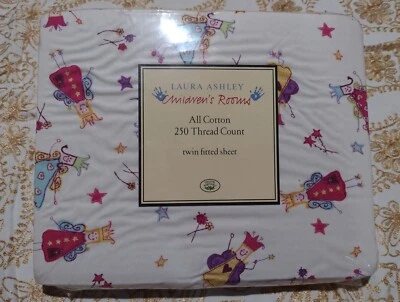 LAURA ASHLEY
Children's Rooms
All Cotton
250 Thread Count
twin fitted sheet